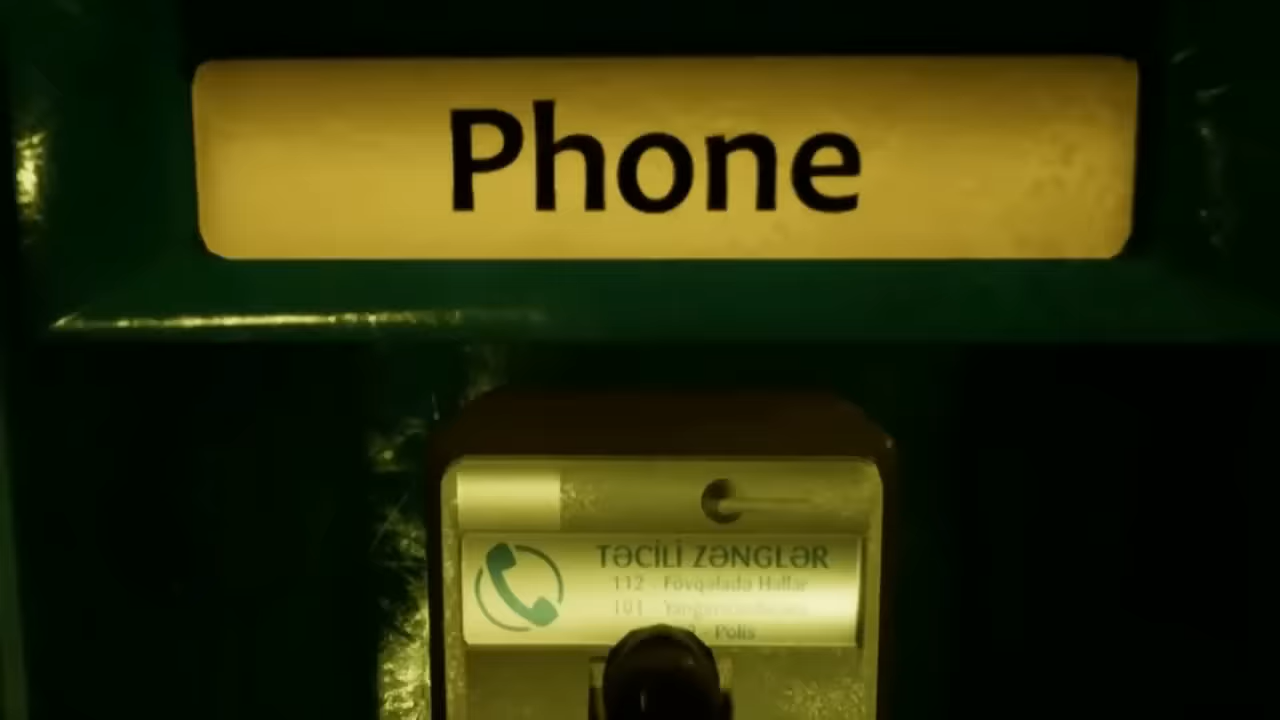 Phone
TƏCİLİ ZƏNGLƏR
112 - Fövqəladə Hallar
101 -
- Polis